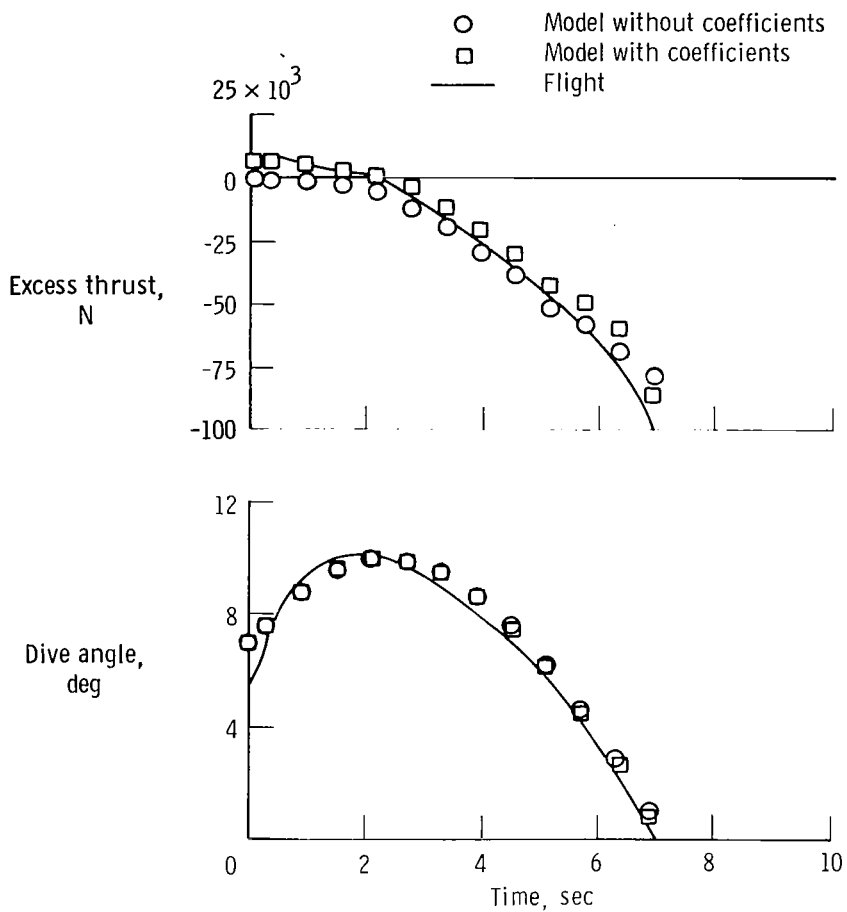 Model without coefficients
Model with coefficients
Flight
25 × 10³
0
-25
-50
-75
-100
Excess thrust,
N
12
8
4
0
Dive angle,
deg
2
4
6
8
10
Time, sec